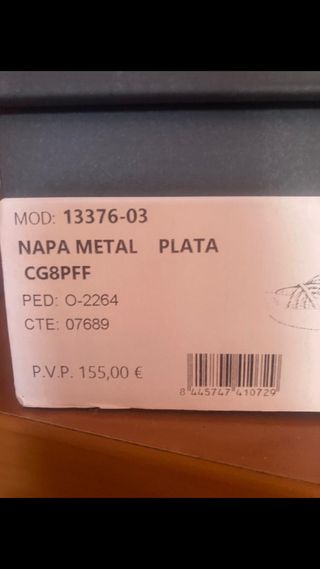 MOD: 13376-03
NAPA METAL PLATA
CG8PFF
PED: O-2264
CTE: 07689
P.V.P. 155,00 €
8 445747 410729